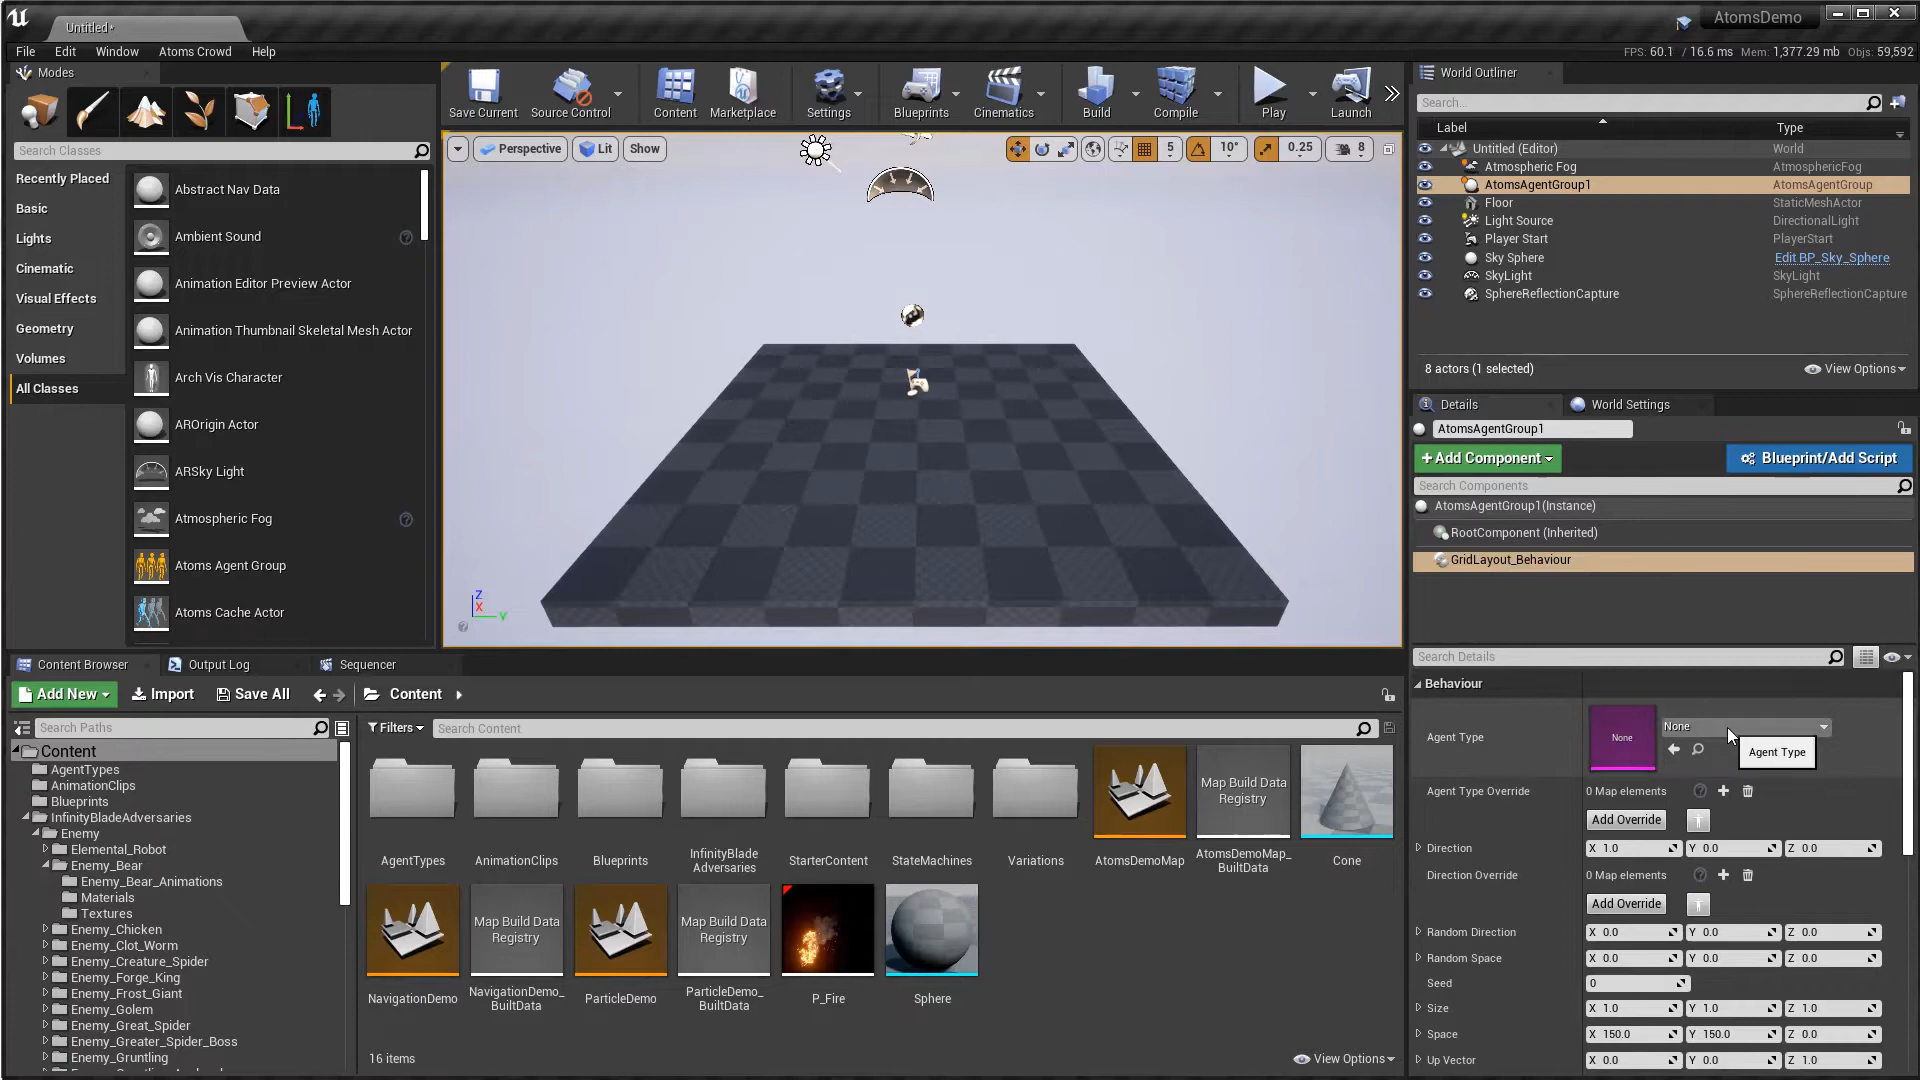 Untitled*
AtomsDemo
File Edit Window Atoms Crowd Help
FPS: 60.1 / 16.6 ms Mem: 1,377.29 mb Objs: 59,592
Modes
Search Classes
Recently Placed
Basic
Lights
Cinematic
Visual Effects
Geometry
Volumes
All Classes
Abstract Nav Data
Ambient Sound
Animation Editor Preview Actor
Animation Thumbnail Skeletal Mesh Actor
Arch Vis Character
AROrigin Actor
ARSky Light
Atmospheric Fog
Atoms Agent Group
Atoms Cache Actor
Save Current Source Control Content Marketplace Settings Blueprints Cinematics Build Compile Play Launch
Perspective Lit Show
5 10° 0.25 8
Z
X
Y
World Outliner
Search...
Label Type
Untitled (Editor) World
Atmospheric Fog AtmosphericFog
AtomsAgentGroup1 AtomsAgentGroup
Floor StaticMeshActor
Light Source DirectionalLight
Player Start PlayerStart
Sky Sphere Edit BP_Sky_Sphere
SkyLight SkyLight
SphereReflectionCapture SphereReflectionCapture
8 actors (1 selected) View Options
Details World Settings
AtomsAgentGroup1
+Add Component Blueprint/Add Script
Search Components
AtomsAgentGroup1(Instance)
RootComponent (Inherited)
GridLayout_Behaviour
Search Details
Behaviour
Agent Type None None
Agent Type
Agent Type Override 0 Map elements
Add Override
Direction X 1.0 Y 0.0 Z 0.0
Direction Override 0 Map elements
Add Override
Random Direction X 0.0 Y 0.0 Z 0.0
Random Space X 0.0 Y 0.0 Z 0.0
Seed 0
Size X 1.0 Y 1.0 Z 1.0
Space X 150.0 Y 150.0 Z 0.0
Up Vector X 0.0 Y 0.0 Z 1.0
Content Browser Output Log Sequencer
Add New Import Save All Content
Search Paths
Filters Search Content
Content
AgentTypes
AnimationClips
Blueprints
InfinityBladeAdversaries
Enemy
Elemental_Robot
Enemy_Bear
Enemy_Bear_Animations
Materials
Textures
Enemy_Chicken
Enemy_Clot_Worm
Enemy_Creature_Spider
Enemy_Forge_King
Enemy_Frost_Giant
Enemy_Golem
Enemy_Great_Spider
Enemy_Greater_Spider_Boss
Enemy_Gruntling
Map Build Data
Registry
AgentTypes
AnimationClips
Blueprints
InfinityBlade
Adversaries
StarterContent
StateMachines
Variations
AtomsDemoMap
AtomsDemoMap_
BuiltData
Cone
Map Build Data
Registry
Map Build Data
Registry
NavigationDemo
NavigationDemo_
BuiltData
ParticleDemo
ParticleDemo_
BuiltData
P_Fire
Sphere
16 items View Options